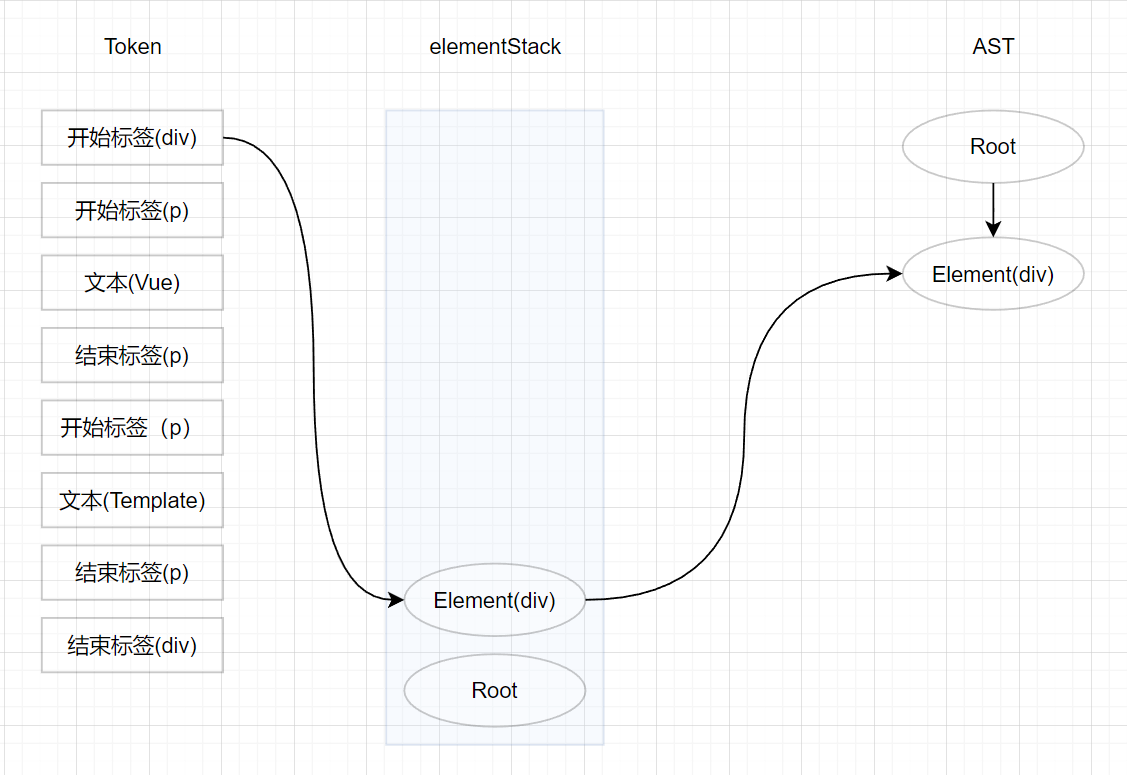 Token
elementStack
AST
开始标签(div)
开始标签(p)
文本(Vue)
结束标签(p)
开始标签（p）
文本(Template)
结束标签(p)
结束标签(div)
Element(div)
Root
Root
Element(div)